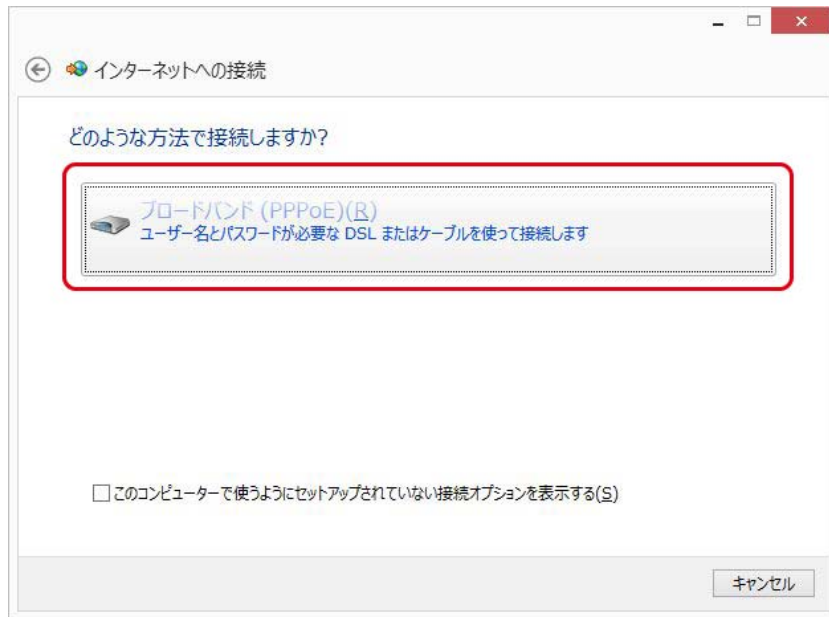 インターネットへの接続
どのような方法で接続しますか?
ブロードバンド (PPPoE)(R)
ユーザー名とパスワードが必要な DSL またはケーブルを使って接続します
このコンピューターで使うようにセットアップされていない接続オプションを表示する(S)
キャンセル